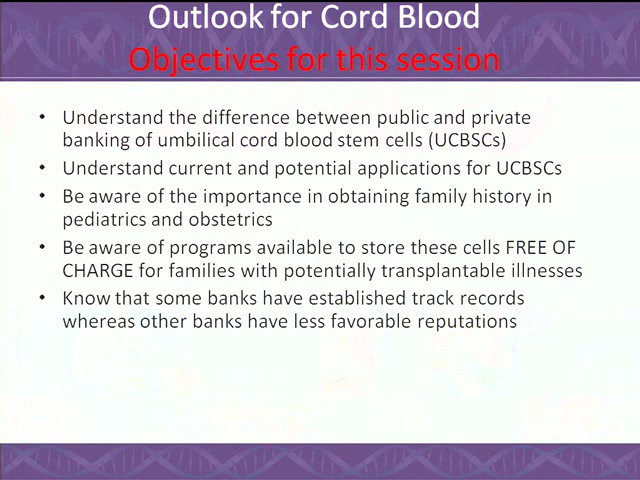 Outlook for Cord Blood
Objectives for this session
• Understand the difference between public and private
banking of umbilical cord blood stem cells (UCBSCs)
• Understand current and potential applications for UCBSCs
• Be aware of the importance in obtaining family history in
pediatrics and obstetrics
• Be aware of programs available to store these cells FREE OF
CHARGE for families with potentially transplantable illnesses
• Know that some banks have established track records
whereas other banks have less favorable reputations